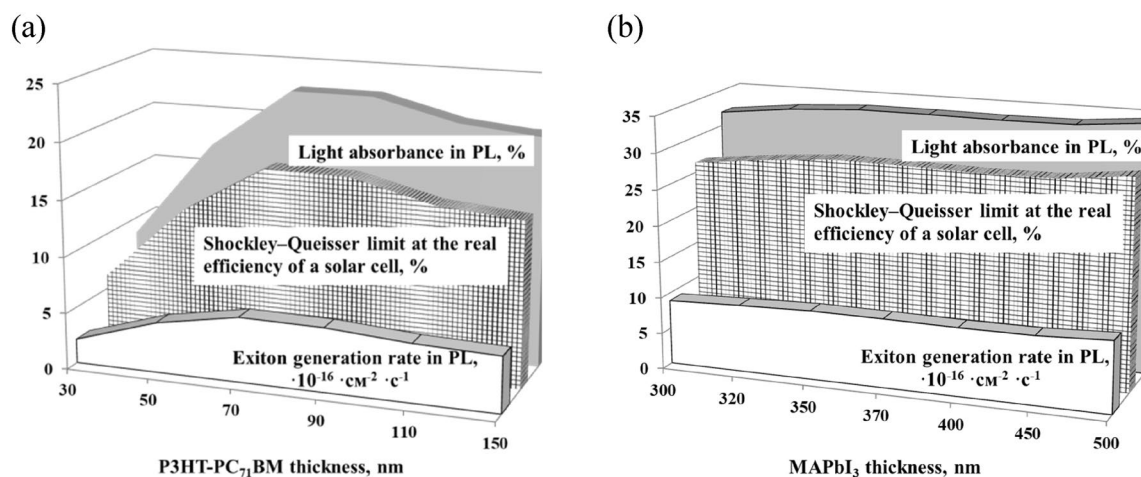 (a)
25
20
15
10
5
0
Light absorbance in PL, %
Shockley–Queisser limit at the real
efficiency of a solar cell, %
Exiton generation rate in PL,
·10⁻¹⁶ ·см⁻² ·с⁻¹
30
50
70
90
110
150
P3HT-PC₇₁BM thickness, nm
(b)
35
30
25
20
15
10
5
0
Light absorbance in PL, %
Shockley–Queisser limit at the real
efficiency of a solar cell, %
Exiton generation rate in PL,
·10⁻¹⁶ ·см⁻² ·с⁻¹
300
320
350
370
400
450
500
MAPbI₃ thickness, nm